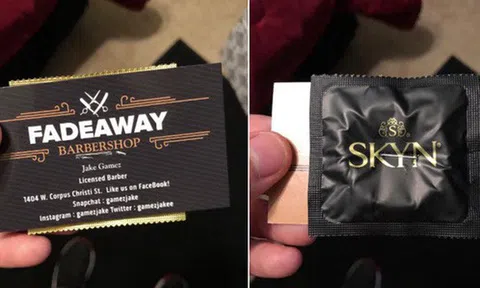 FADEAWAY
BARBERSHOP
Jake Gamez
Licensed Barber
1404 W. Corpus Christi St. Like us on FaceBook!
Snapchat : gamezjake
Instagram : gamezjake Twitter : gamezjakee
S
SKYN